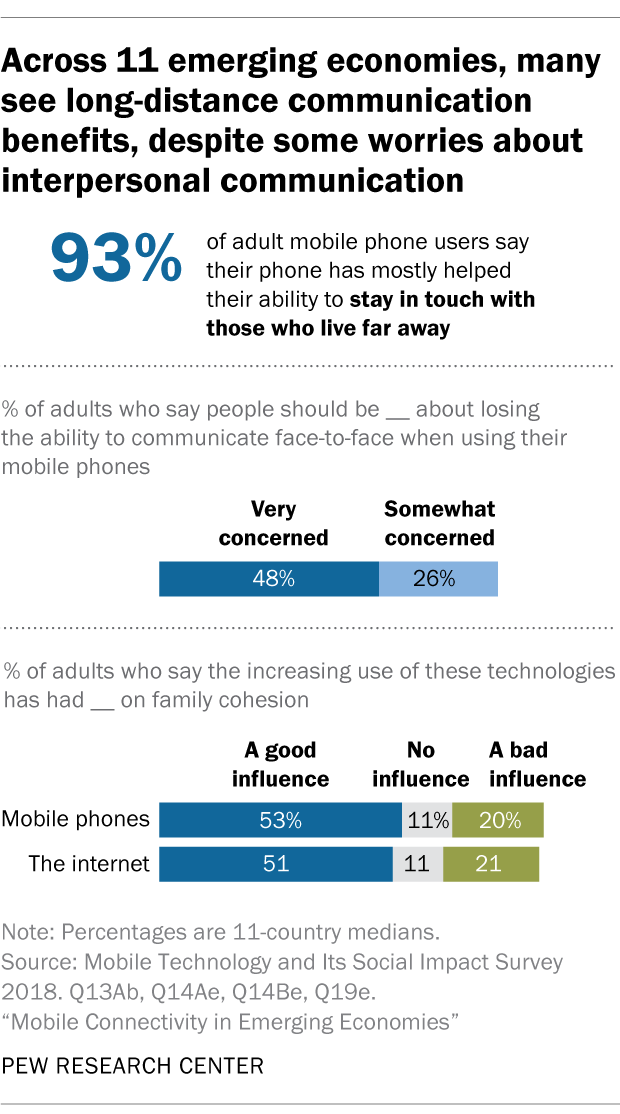 Across 11 emerging economies, many
see long-distance communication
benefits, despite some worries about
interpersonal communication
93%
of adult mobile phone users say
their phone has mostly helped
their ability to stay in touch with
those who live far away
% of adults who say people should be __ about losing
the ability to communicate face-to-face when using their
mobile phones
Very concerned
Somewhat concerned
48% 26%
% of adults who say the increasing use of these technologies
has had __ on family cohesion
A good influence
No influence
A bad influence
Mobile phones 53% 11% 20%
The internet 51 11 21
Note: Percentages are 11-country medians.
Source: Mobile Technology and Its Social Impact Survey
2018. Q13Ab, Q14Ae, Q14Be, Q19e.
“Mobile Connectivity in Emerging Economies”
PEW RESEARCH CENTER